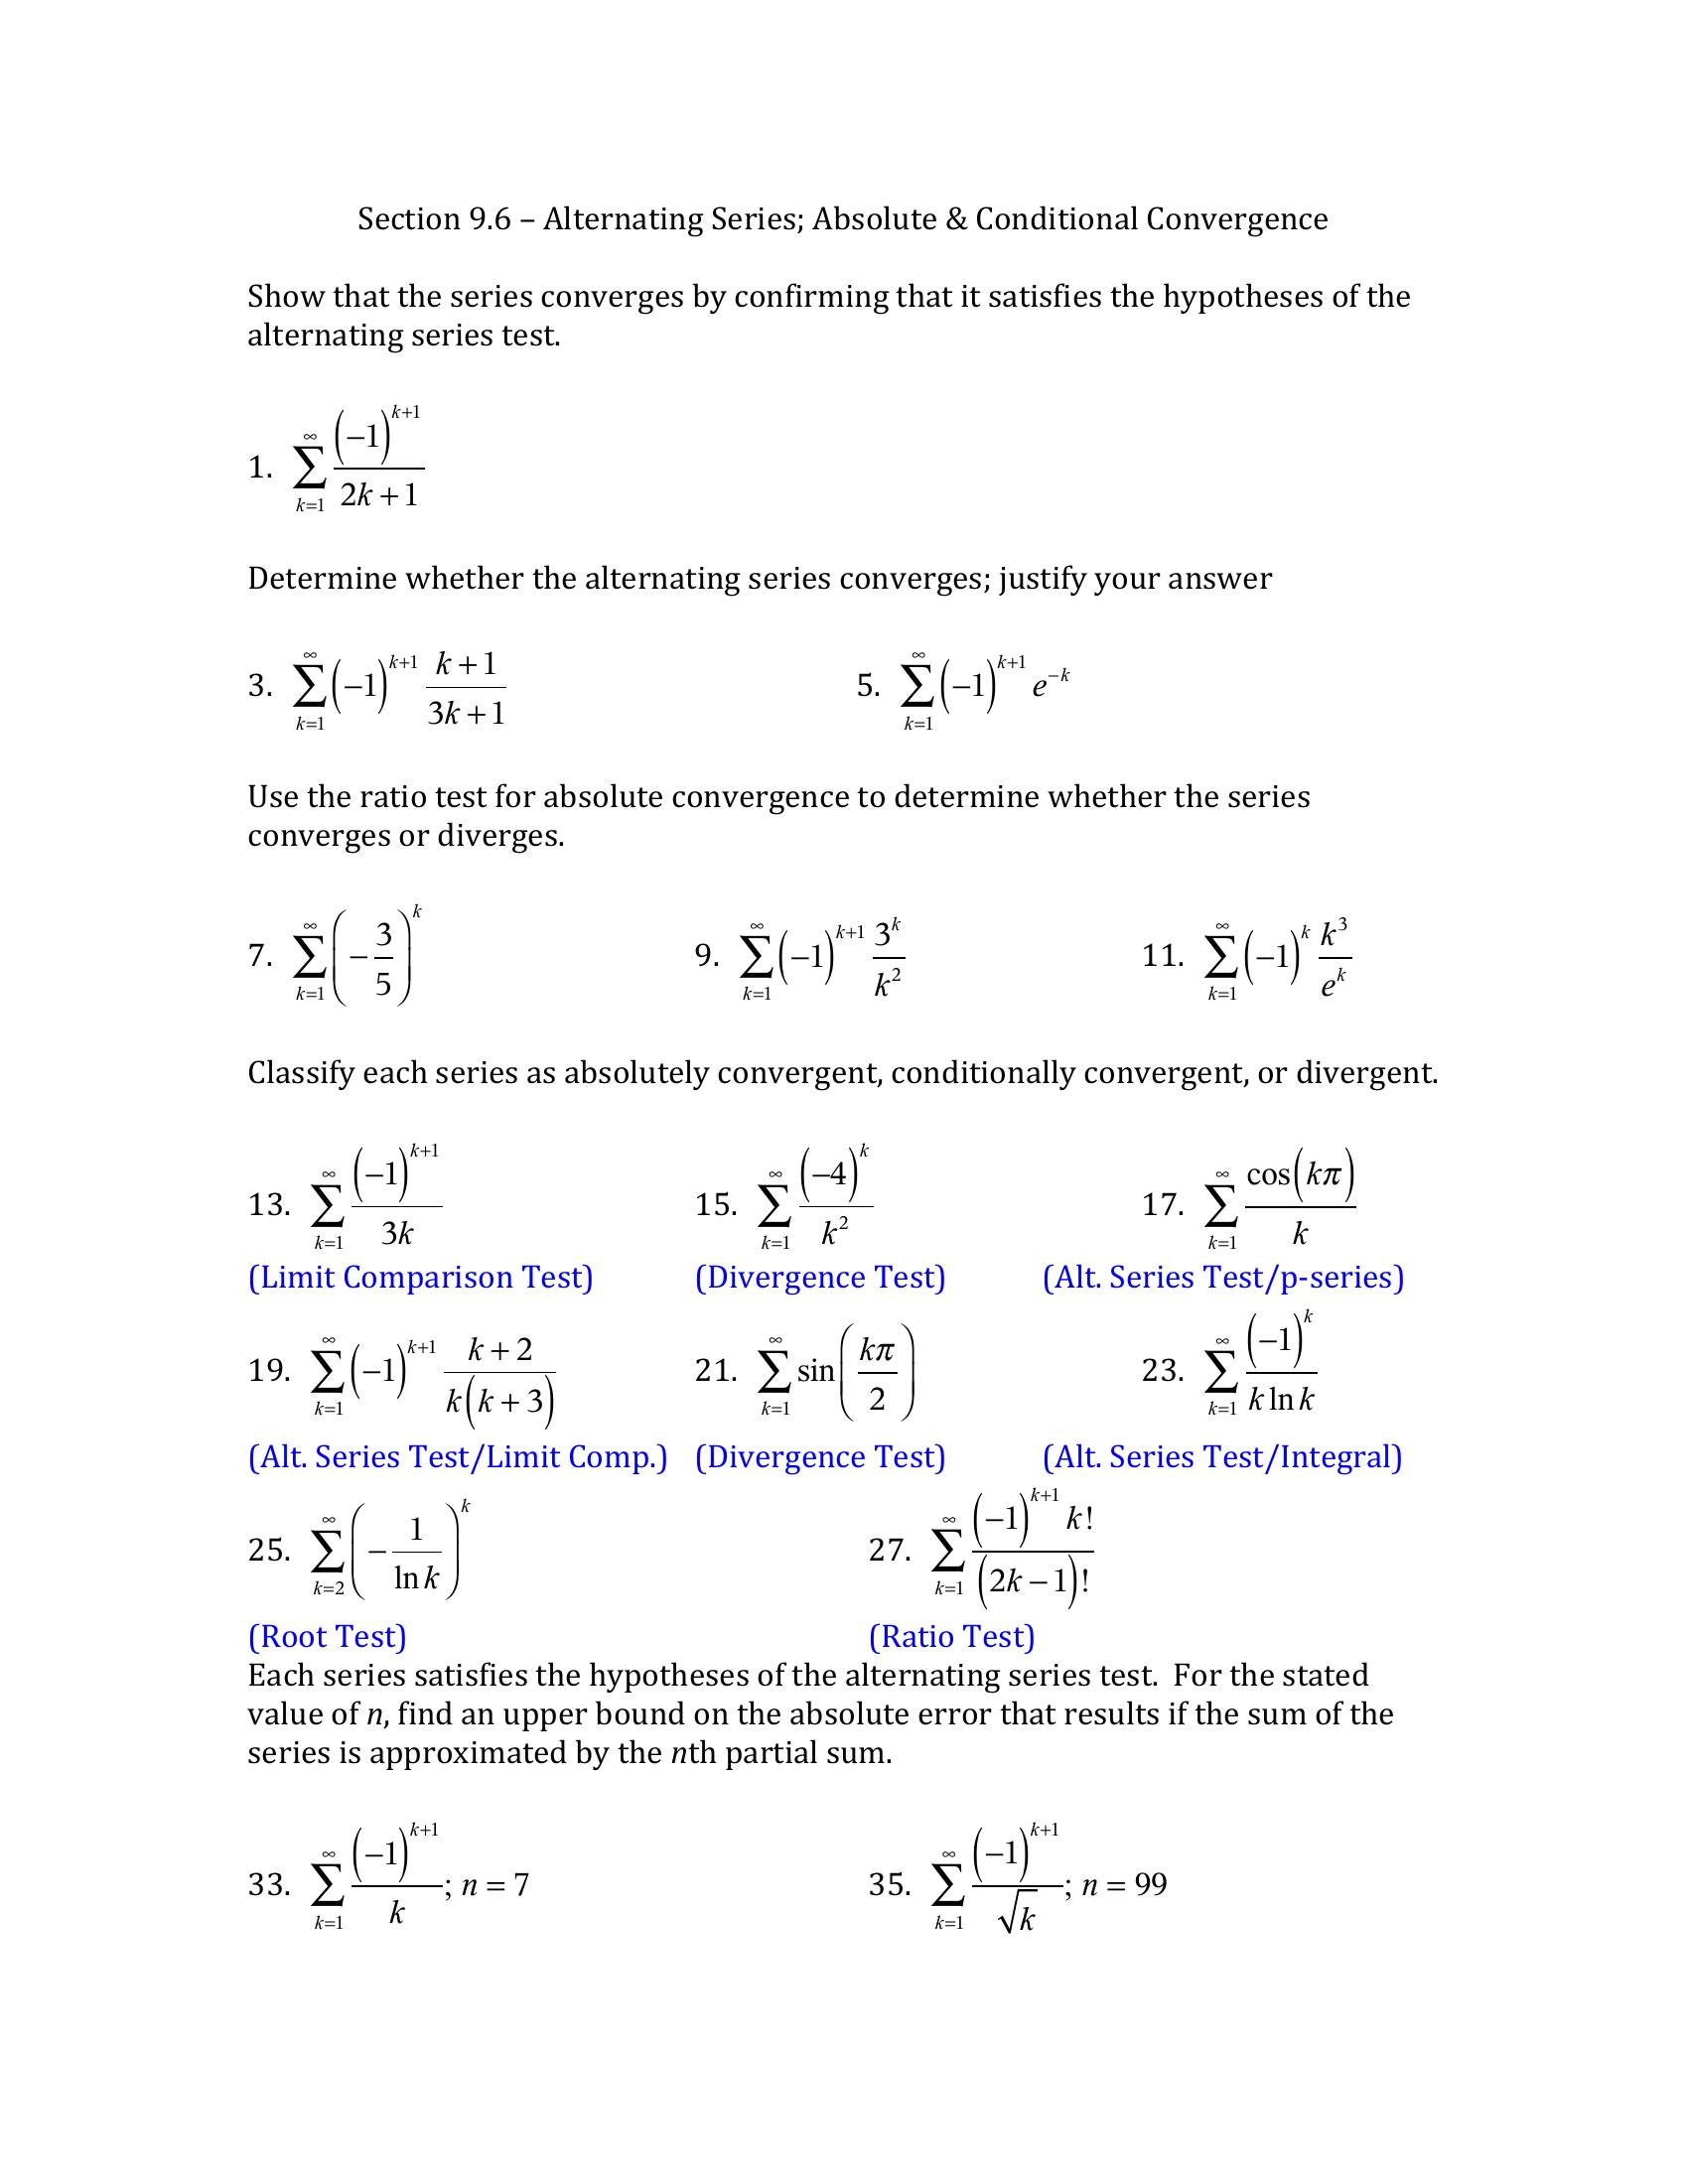 Section 9.6 – Alternating Series; Absolute & Conditional Convergence
Show that the series converges by confirming that it satisfies the hypotheses of the
alternating series test.
1. $\sum_{k=1}^{\infty} \frac{(-1)^{k+1}}{2k+1}$
Determine whether the alternating series converges; justify your answer
3. $\sum_{k=1}^{\infty} (-1)^{k+1} \frac{k+1}{3k+1}$ 5. $\sum_{k=1}^{\infty} (-1)^{k+1} e^{-k}$
Use the ratio test for absolute convergence to determine whether the series
converges or diverges.
7. $\sum_{k=1}^{\infty} \left(-\frac{3}{5}\right)^{k}$ 9. $\sum_{k=1}^{\infty} (-1)^{k+1} \frac{3^k}{k^2}$ 11. $\sum_{k=1}^{\infty} (-1)^{k} \frac{k^3}{e^k}$
Classify each series as absolutely convergent, conditionally convergent, or divergent.
13. $\sum_{k=1}^{\infty} \frac{(-1)^{k+1}}{3k}$ 15. $\sum_{k=1}^{\infty} \frac{(-4)^{k}}{k^2}$ 17. $\sum_{k=1}^{\infty} \frac{\cos(k\pi)}{k}$
(Limit Comparison Test) (Divergence Test) (Alt. Series Test/p-series)
19. $\sum_{k=1}^{\infty} (-1)^{k+1} \frac{k+2}{k(k+3)}$ 21. $\sum_{k=1}^{\infty} \sin\left(\frac{k\pi}{2}\right)$ 23. $\sum_{k=1}^{\infty} \frac{(-1)^{k}}{k \ln k}$
(Alt. Series Test/Limit Comp.) (Divergence Test) (Alt. Series Test/Integral)
25. $\sum_{k=2}^{\infty} \left(-\frac{1}{\ln k}\right)^{k}$ 27. $\sum_{k=1}^{\infty} \frac{(-1)^{k+1} k!}{(2k-1)!}$
(Root Test) (Ratio Test)
Each series satisfies the hypotheses of the alternating series test. For the stated
value of n, find an upper bound on the absolute error that results if the sum of the
series is approximated by the nth partial sum.
33. $\sum_{k=1}^{\infty} \frac{(-1)^{k+1}}{k}$; n = 7 35. $\sum_{k=1}^{\infty} \frac{(-1)^{k+1}}{\sqrt{k}}$; n = 99